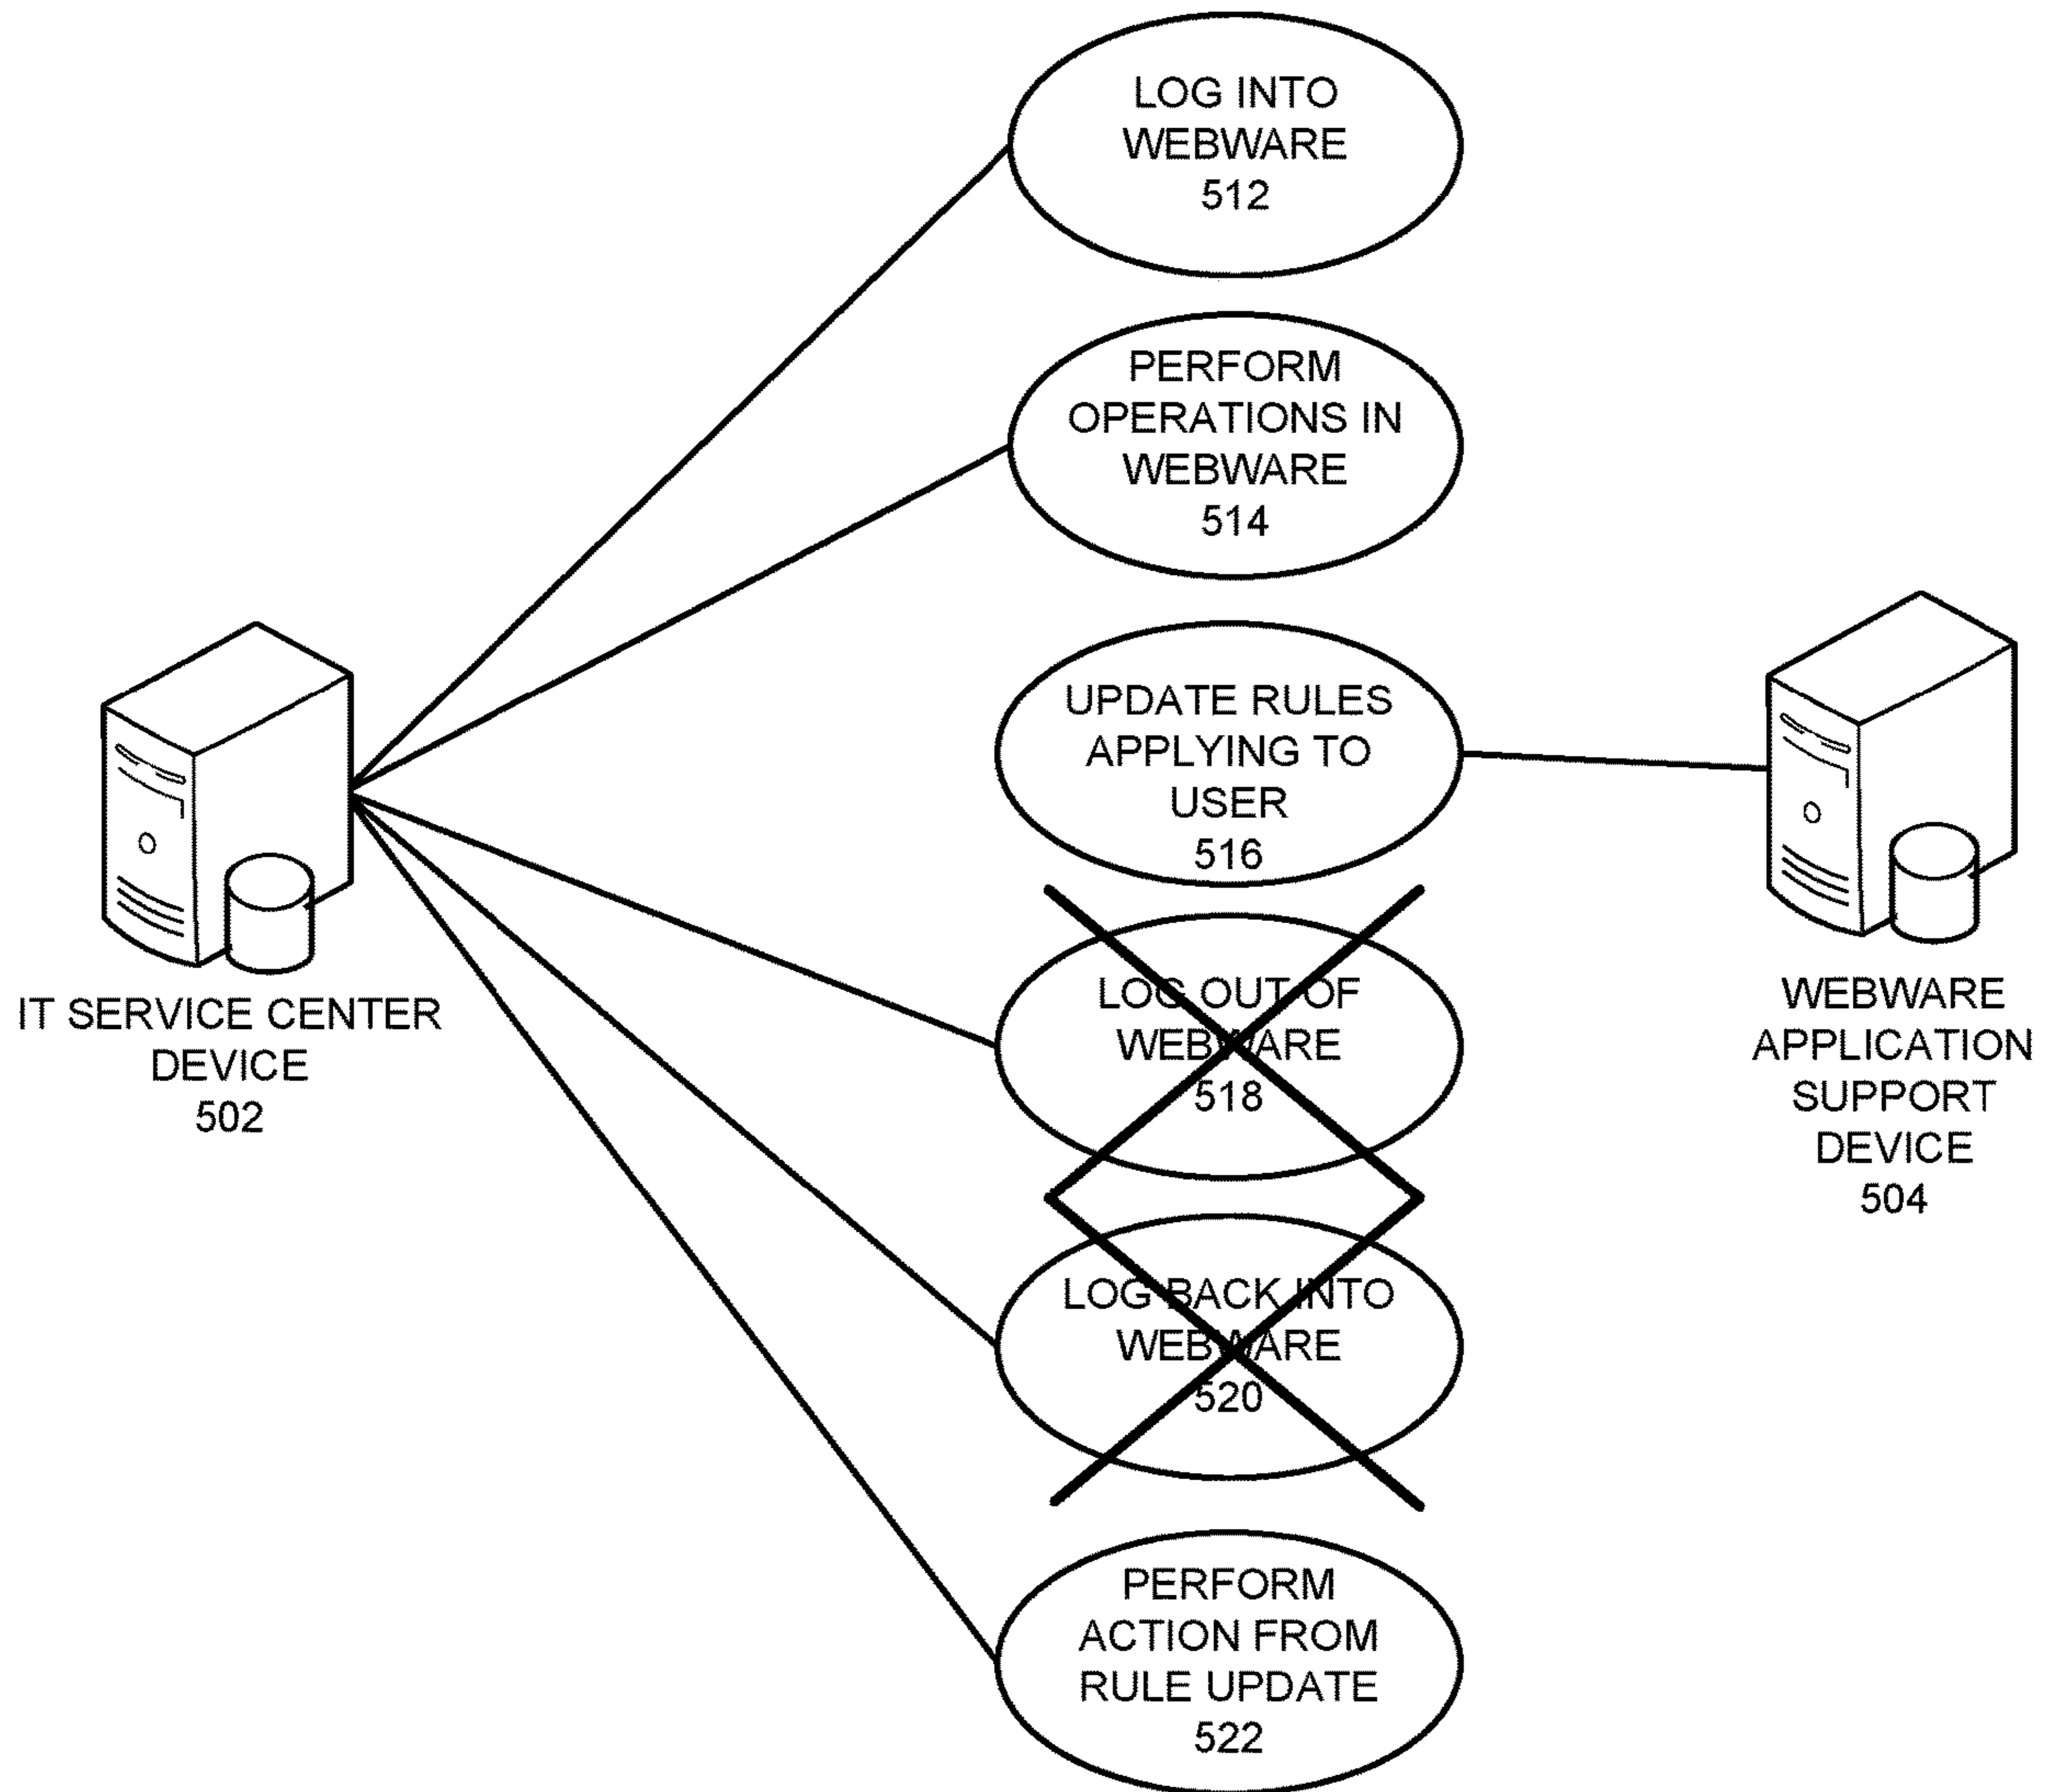 LOG INTO
WEBWARE
512
PERFORM
OPERATIONS IN
WEBWARE
514
UPDATE RULES
APPLYING TO
USER
516
LOG OUT OF
WEBWARE
518
LOG BACK INTO
WEBWARE
520
PERFORM
ACTION FROM
RULE UPDATE
522
IT SERVICE CENTER
DEVICE
502
WEBWARE
APPLICATION
SUPPORT
DEVICE
504